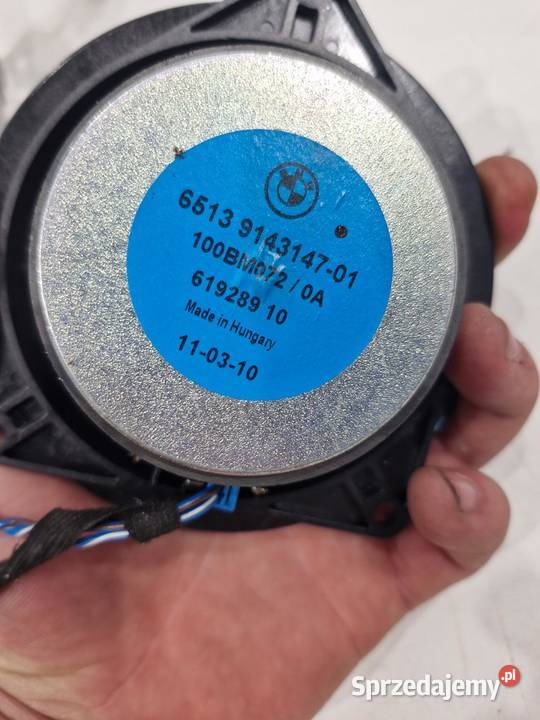 6513 9143147-01
100BM072 / 0A
619289 10
Made in Hungary
11-03-10
Sprzedajemy.pl